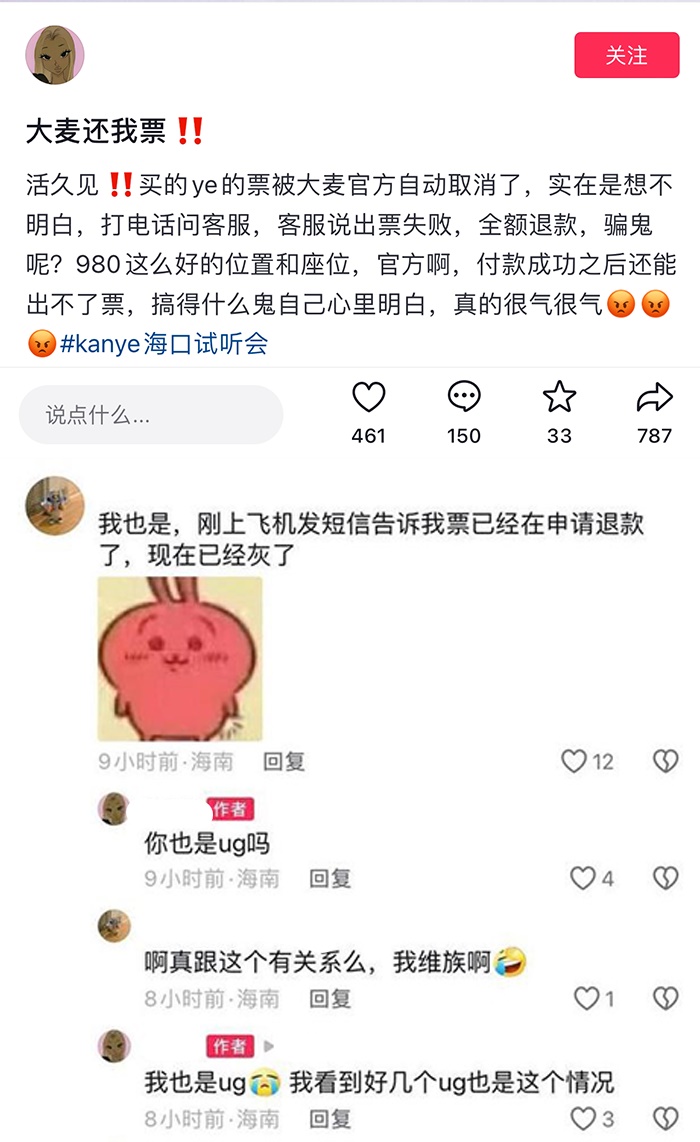 关注
大麦还我票‼️
活久见‼️买的ye的票被大麦官方自动取消了，实在是想不
明白，打电话问客服，客服说出票失败，全额退款，骗鬼
呢？980这么好的位置和座位，官方啊，付款成功之后还能
出不了票，搞得什么鬼自己心里明白，真的很气很气😡😡
😡#kanye海口试听会
说点什么...
461
150
33
787
我也是，刚上飞机发短信告诉我票已经在申请退款
了，现在已经灰了
9小时前·海南 回复
12
作者
你也是ug吗
9小时前·海南 回复
4
啊真跟这个有关系么，我维族啊🤣
8小时前·海南 回复
1
作者
我也是ug😭 我看到好几个ug也是这个情况
8小时前·海南 回复
3